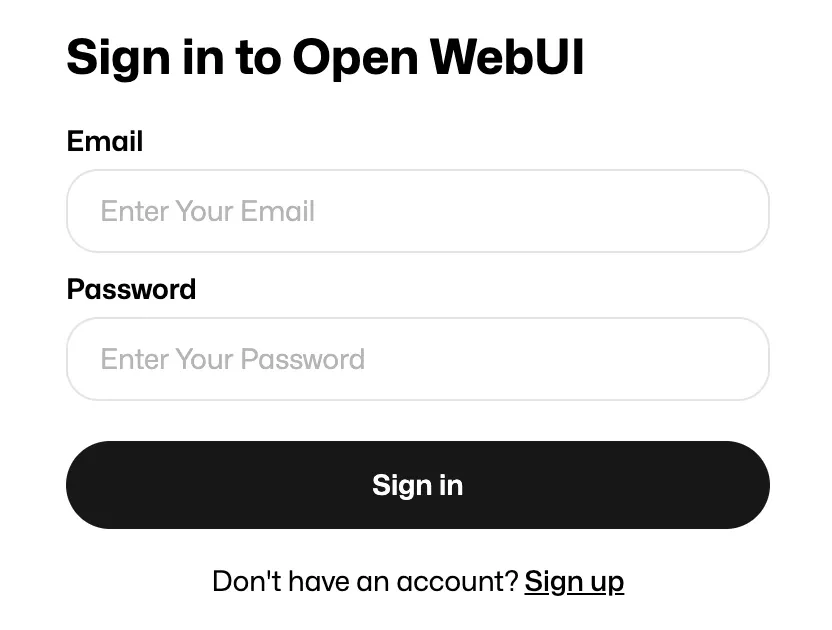 Sign in to Open WebUI
Email
Enter Your Email
Password
Enter Your Password
Sign in
Don't have an account? Sign up